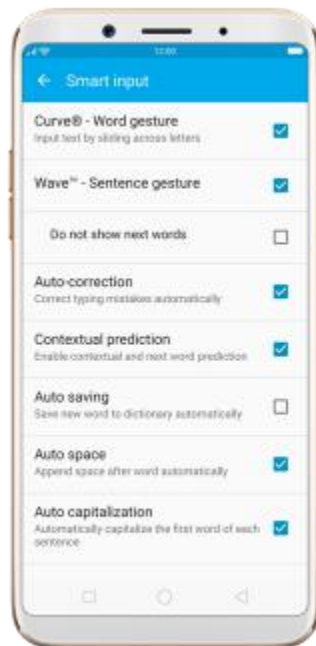 12:00
Smart input
Curve® - Word gesture
Input text by sliding across letters
Wave™ - Sentence gesture
Do not show next words
Auto-correction
Correct typing mistakes automatically
Contextual prediction
Enable contextual and next word prediction
Auto saving
Save new word to dictionary automatically
Auto space
Append space after word automatically
Auto capitalization
Automatically capitalize the first word of each
sentence